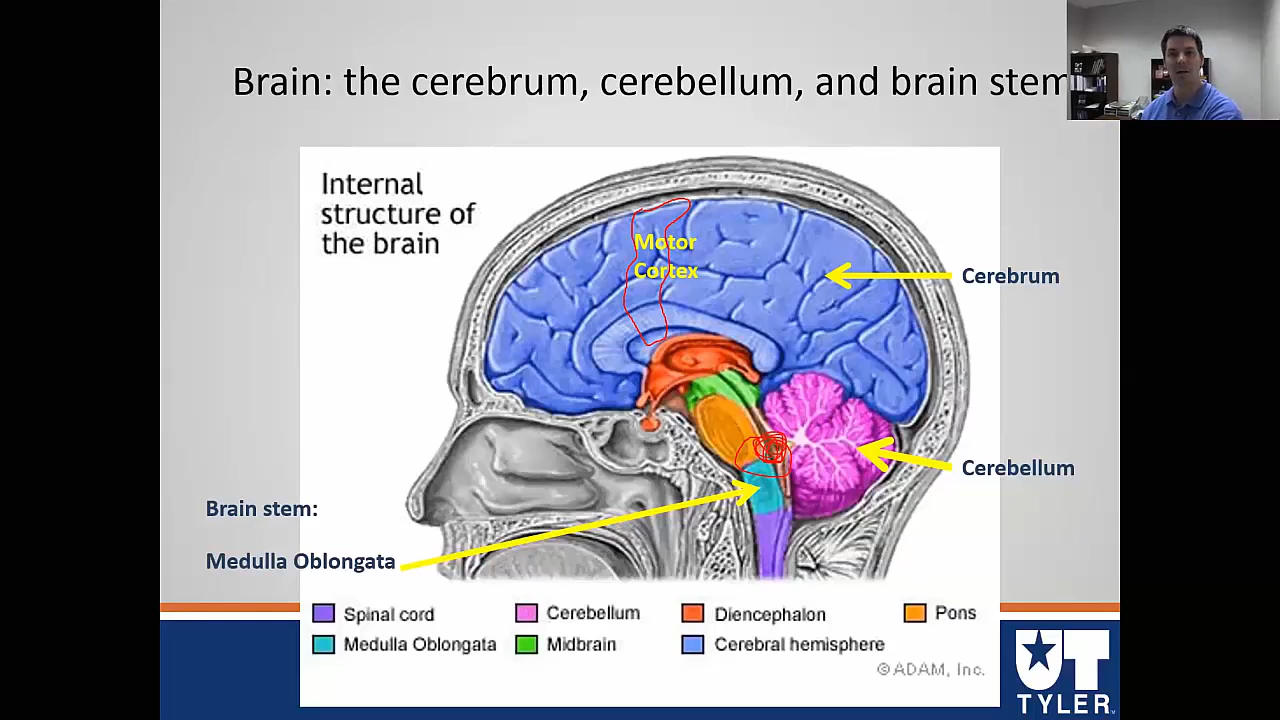 Brain: the cerebrum, cerebellum, and brain stem
Internal
structure of
the brain
Motor
Cortex
Cerebrum
Cerebellum
Brain stem:
Medulla Oblongata
Spinal cord
Cerebellum
Diencephalon
Pons
Medulla Oblongata
Midbrain
Cerebral hemisphere
©ADAM, Inc.
UT
TYLER